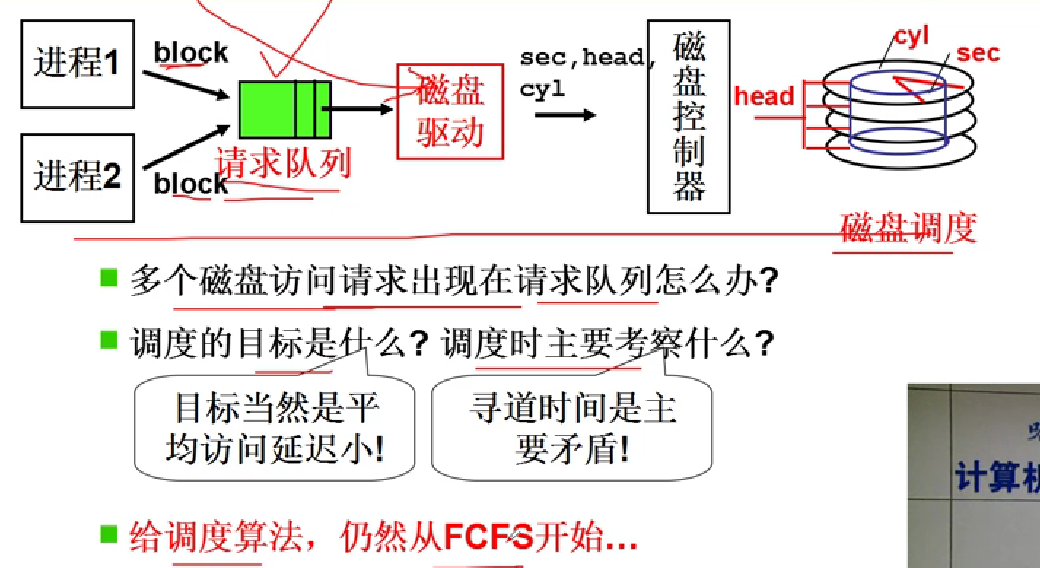 进程1
block
进程2
block
请求队列
磁盘
驱动
sec,head,
cyl
磁
盘
控
制
器
head
cyl
sec
磁盘调度
多个磁盘访问请求出现在请求队列怎么办?
调度的目标是什么? 调度时主要考察什么?
目标当然是平
均访问延迟小!
寻道时间是主
要矛盾!
给调度算法，仍然从FCFS开始...
计算机